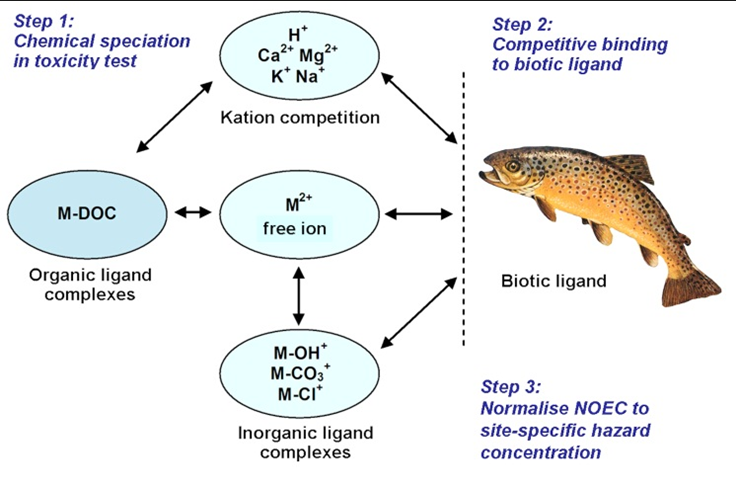 Step 1:
Chemical speciation
in toxicity test
H⁺
Ca²⁺ Mg²⁺
K⁺ Na⁺
Kation competition
Step 2:
Competitive binding
to biotic ligand
M-DOC
Organic ligand
complexes
M²⁺
free ion
Biotic ligand
M-OH⁺
M-CO₃⁺
M-Cl⁺
Inorganic ligand
complexes
Step 3:
Normalise NOEC to
site-specific hazard
concentration